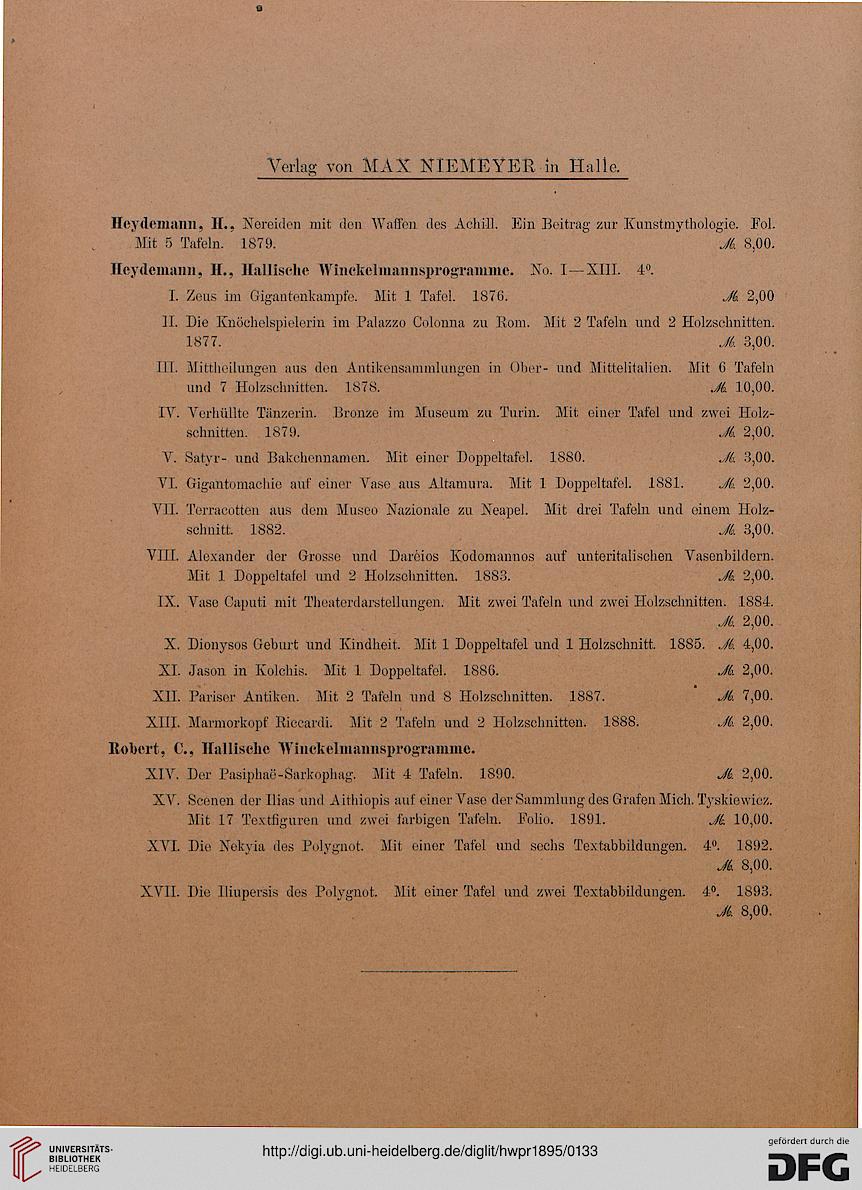 Verlag von MAX NIEMEYER in Halle.
Heydemann, H., Nereiden mit den Waffen des Achill. Ein Beitrag zur Kunstmythologie. Fol.
Mit 5 Tafeln. 1879. ℳ 8,00.
Heydemann, H., Hallische Winckelmannsprogramme. No. I—XIII. 4⁰.
I. Zeus im Gigantenkampfe. Mit 1 Tafel. 1876. ℳ 2,00
II. Die Knöchelspielerin im Palazzo Colonna zu Rom. Mit 2 Tafeln und 2 Holzschnitten.
1877. ℳ 3,00.
III. Mittheilungen aus den Antikensammlungen in Ober- und Mittelitalien. Mit 6 Tafeln
und 7 Holzschnitten. 1878. ℳ 10,00.
IV. Verhüllte Tänzerin. Bronze im Museum zu Turin. Mit einer Tafel und zwei Holz-
schnitten. 1879. ℳ 2,00.
V. Satyr- und Bakchennamen. Mit einer Doppeltafel. 1880. ℳ 3,00.
VI. Gigantomachie auf einer Vase aus Altamura. Mit 1 Doppeltafel. 1881. ℳ 2,00.
VII. Terracotten aus dem Museo Nazionale zu Neapel. Mit drei Tafeln und einem Holz-
schnitt. 1882. ℳ 3,00.
VIII. Alexander der Grosse und Dareios Kodomannos auf unteritalischen Vasenbildern.
Mit 1 Doppeltafel und 2 Holzschnitten. 1883. ℳ 2,00.
IX. Vase Caputi mit Theaterdarstellungen. Mit zwei Tafeln und zwei Holzschnitten. 1884.
ℳ 2,00.
X. Dionysos Geburt und Kindheit. Mit 1 Doppeltafel und 1 Holzschnitt. 1885. ℳ 4,00.
XI. Jason in Kolchis. Mit 1 Doppeltafel. 1886. ℳ 2,00.
XII. Pariser Antiken. Mit 2 Tafeln und 8 Holzschnitten. 1887. ℳ 7,00.
XIII. Marmorkopf Riccardi. Mit 2 Tafeln und 2 Holzschnitten. 1888. ℳ 2,00.
Robert, C., Hallische Winckelmannsprogramme.
XIV. Der Pasiphaë-Sarkophag. Mit 4 Tafeln. 1890. ℳ 2,00.
XV. Scenen der Ilias und Aithiopis auf einer Vase der Sammlung des Grafen Mich. Tyskiewicz.
Mit 17 Textfiguren und zwei farbigen Tafeln. Folio. 1891. ℳ 10,00.
XVI. Die Nekyia des Polygnot. Mit einer Tafel und sechs Textabbildungen. 4⁰. 1892.
ℳ 8,00.
XVII. Die Iliupersis des Polygnot. Mit einer Tafel und zwei Textabbildungen. 4⁰. 1893.
ℳ 8,00.
UNIVERSITÄTS-
BIBLIOTHEK
HEIDELBERG
http://digi.ub.uni-heidelberg.de/diglit/hwpr1895/0133
gefördert durch die
DFG